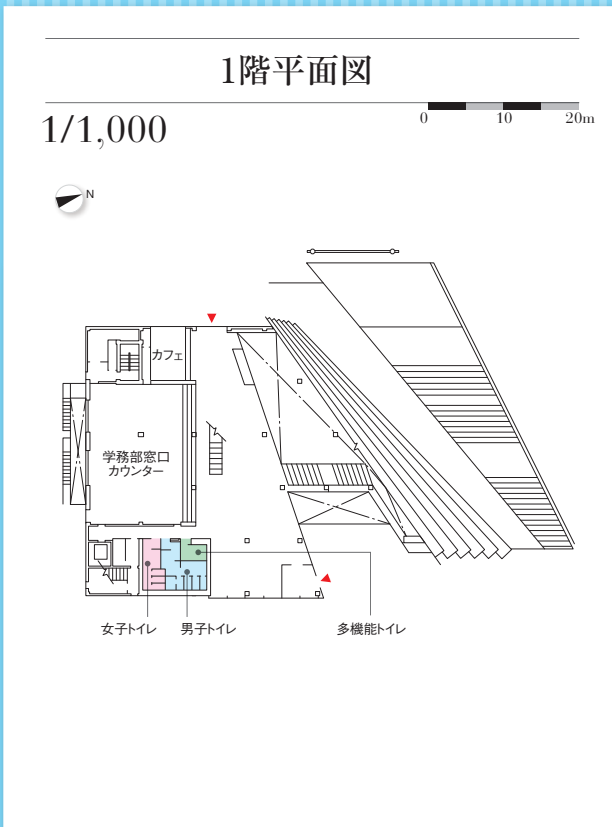 1階平面図
1/1,000
0 10 20m
N
カフェ
学務部窓口
カウンター
女子トイレ 男子トイレ 多機能トイレ